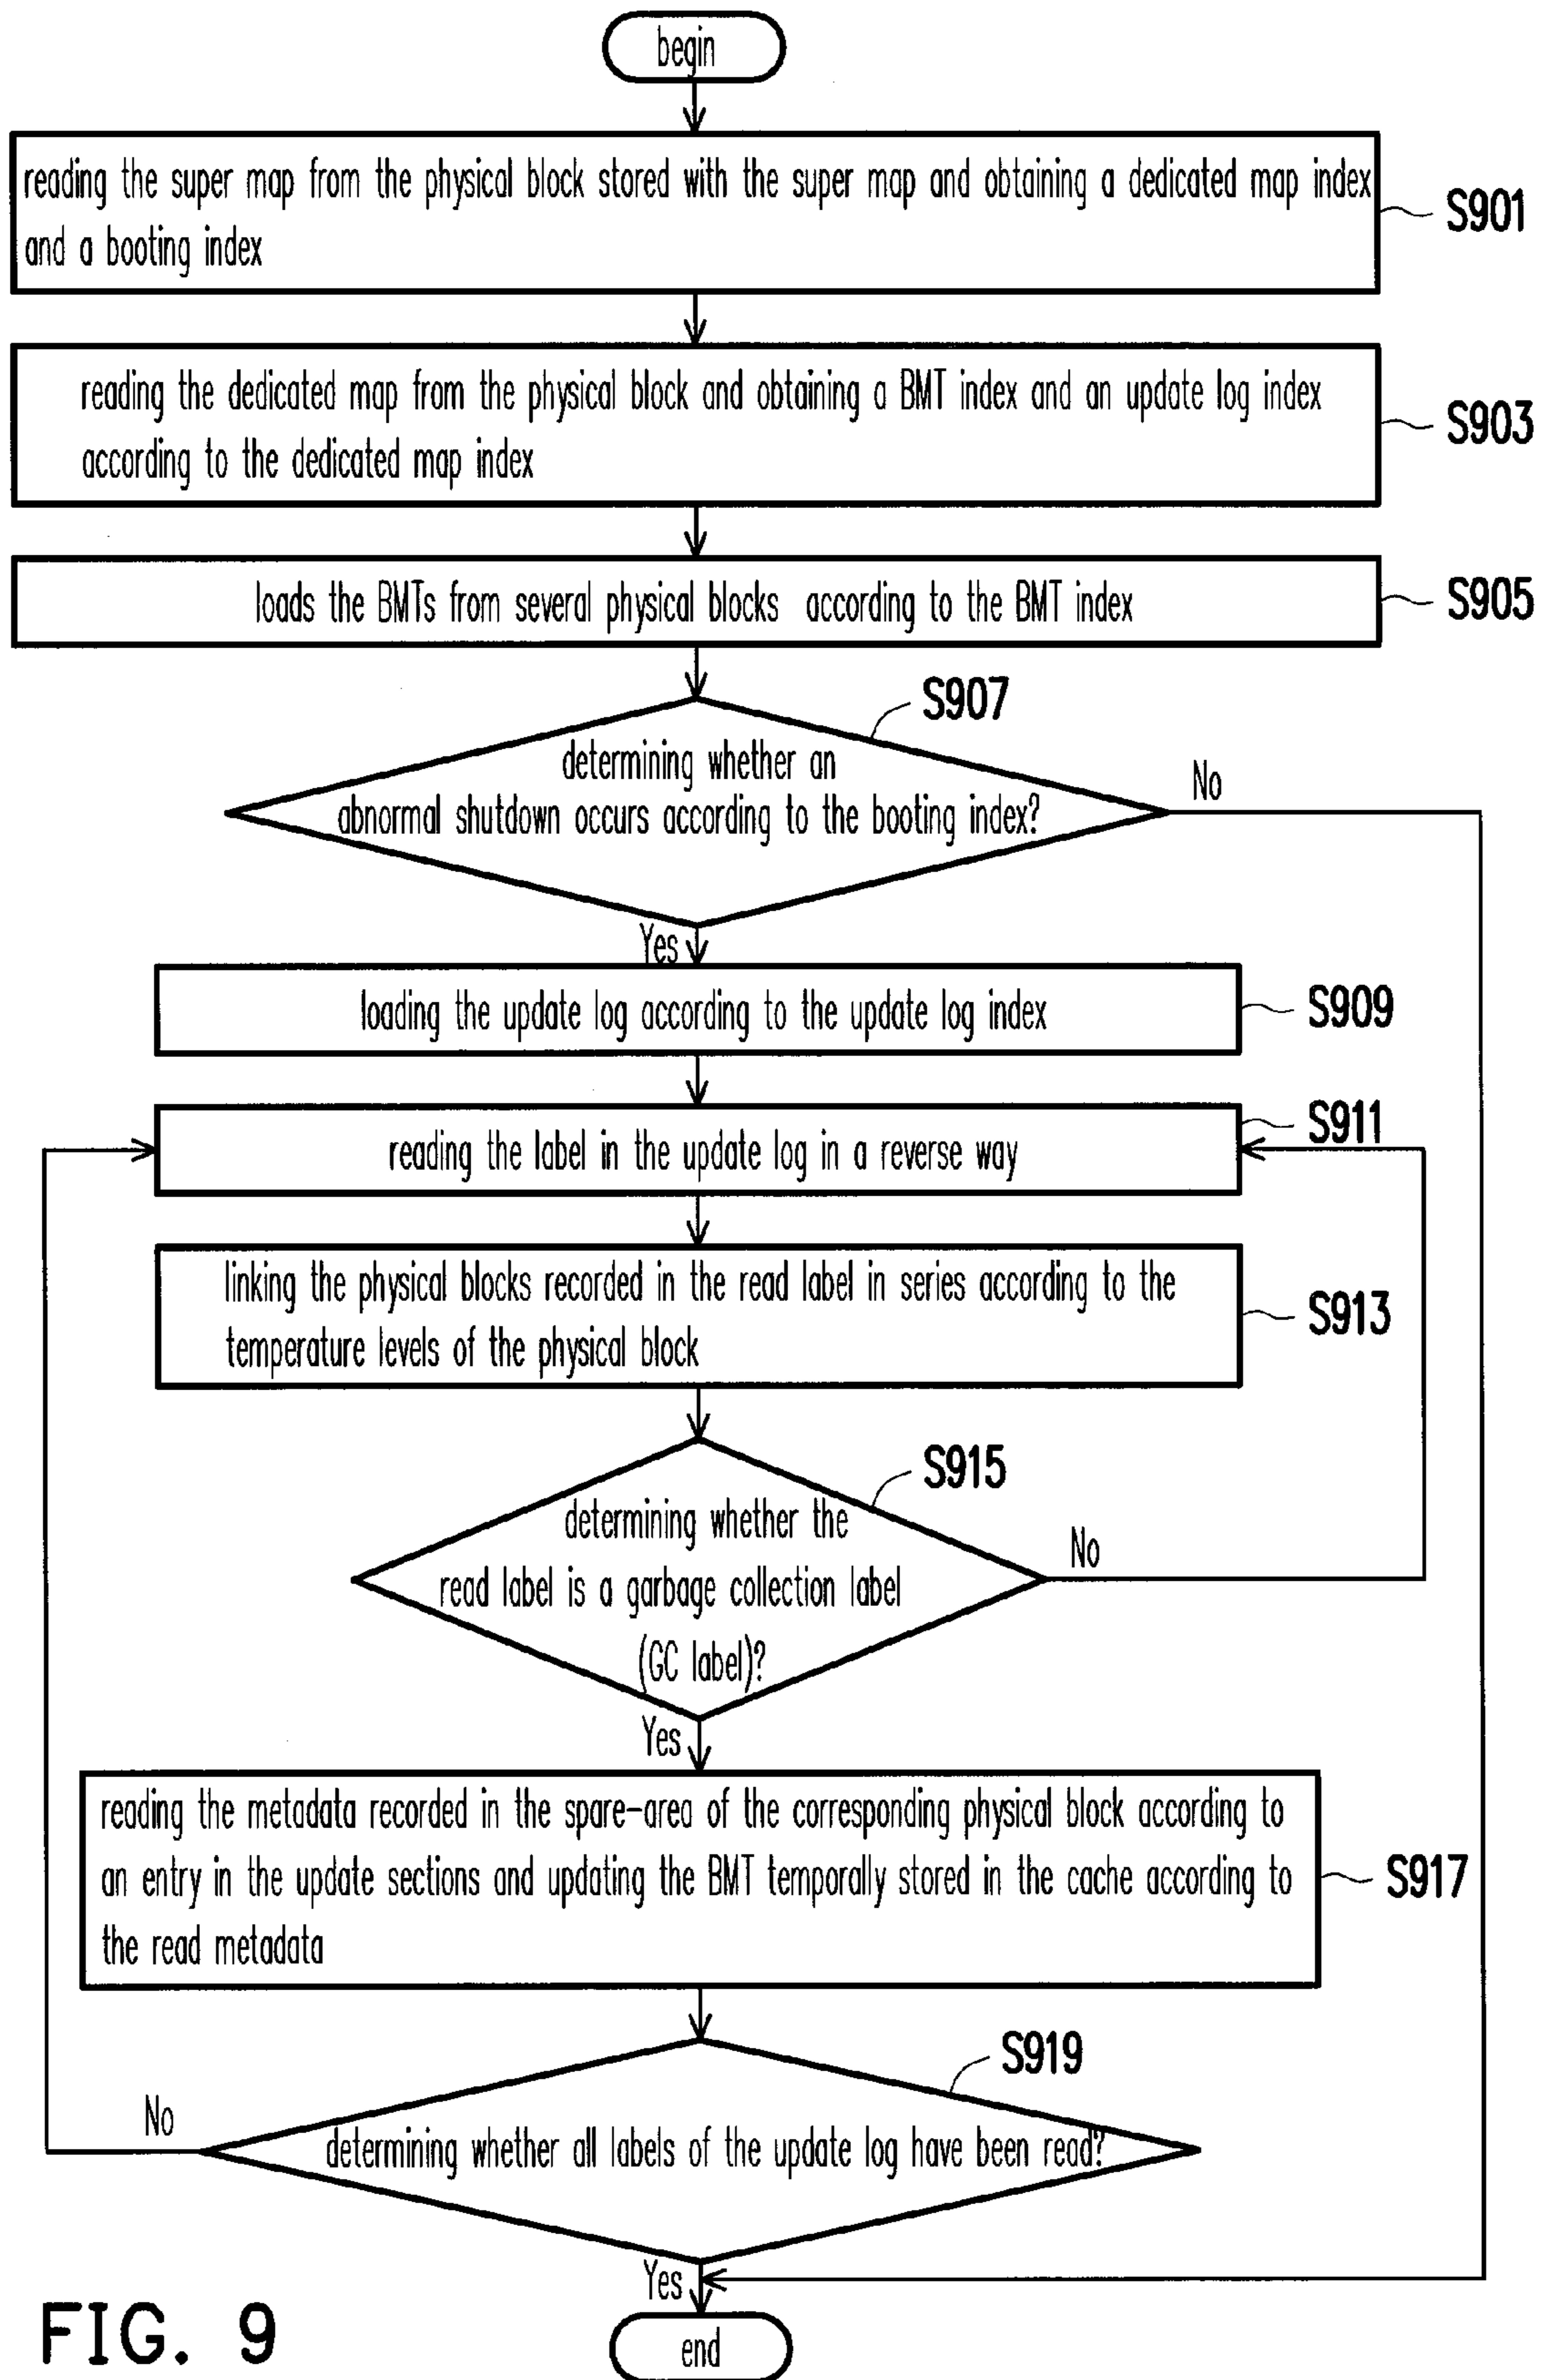 begin
reading the super map from the physical block stored with the super map and obtaining a dedicated map index
and a booting index
S901
reading the dedicated map from the physical block and obtaining a BMT index and an update log index
according to the dedicated map index
S903
loads the BMTs from several physical blocks according to the BMT index
S905
S907
determining whether an
abnormal shutdown occurs according to the booting index?
No
Yes
loading the update log according to the update log index
S909
reading the label in the update log in a reverse way
S911
linking the physical blocks recorded in the read label in series according to the
temperature levels of the physical block
S913
S915
determining whether the
read label is a garbage collection label
(GC label)?
No
Yes
reading the metadata recorded in the spare-area of the corresponding physical block according to
an entry in the update sections and updating the BMT temporally stored in the cache according to
the read metadata
S917
S919
determining whether all labels of the update log have been read?
No
Yes
end
FIG. 9